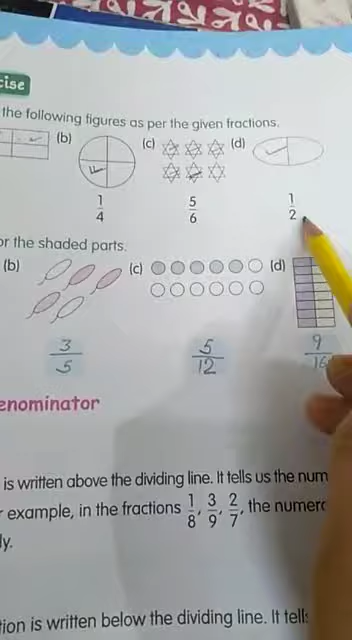 cise
the following figures as per the given fractions.
(b) (c) (d)
1/4 5/6 1/2
or the shaded parts.
(b) (c) (d)
3/5 5/12 9/16
enominator
is written above the dividing line. It tells us the num
example, in the fractions 1/8, 3/9, 2/7, the numerc
ly.
tion is written below the dividing line. It tells